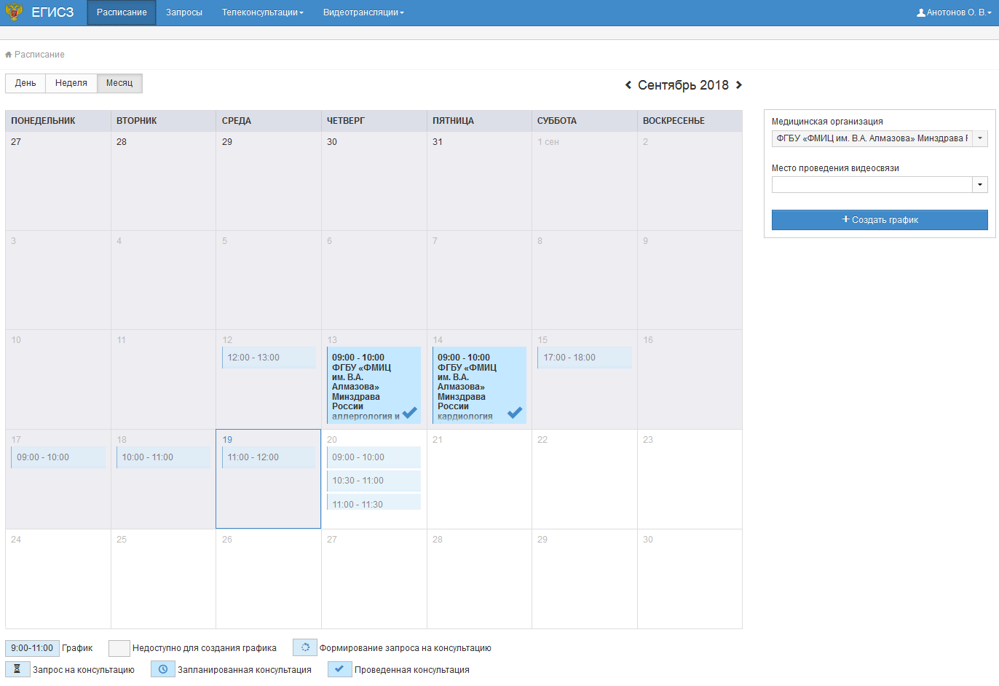 ЕГИСЗ Расписание Запросы Телеконсультации Видеотрансляции Анотонов О. В.
Расписание
День Неделя Месяц
Сентябрь 2018
ПОНЕДЕЛЬНИК ВТОРНИК СРЕДА ЧЕТВЕРГ ПЯТНИЦА СУББОТА ВОСКРЕСЕНЬЕ
27 28 29 30 31 1 сен 2
3 4 5 6 7 8 9
10 11 12 13 14 15 16
12:00 - 13:00
09:00 - 10:00
ФГБУ «ФМИЦ
им. В.А.
Алмазова»
Минздрава
России
аллергология и
09:00 - 10:00
ФГБУ «ФМИЦ
им. В.А.
Алмазова»
Минздрава
России
кардиология
17:00 - 18:00
17 18 19 20 21 22 23
09:00 - 10:00
10:00 - 11:00
11:00 - 12:00
09:00 - 10:00
10:30 - 11:00
11:00 - 11:30
24 25 26 27 28 29 30
Медицинская организация
ФГБУ «ФМИЦ им. В.А. Алмазова» Минздрава
Место проведения видеосвязи
Создать график
9:00-11:00 График Недоступно для создания графика Формирование запроса на консультацию
Запрос на консультацию Запланированная консультация Проведенная консультация